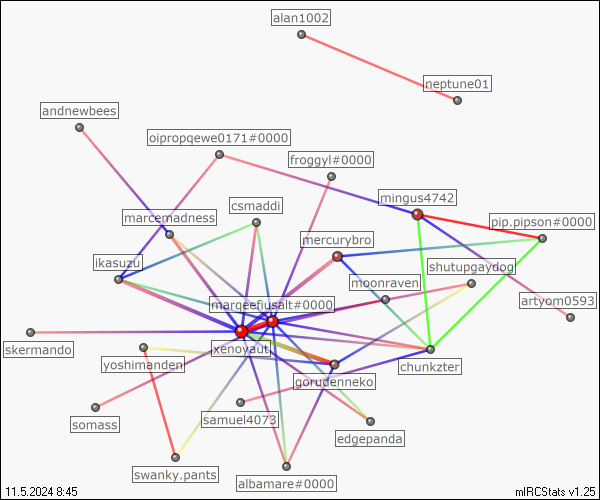 alan1002
neptune01
andnewbees
oipropqewe0171#0000
froggyl#0000
mingus4742
csmaddi
marcemadness
pip.pipson#0000
mercurybro
ikasuzu
shutupgaydog
moonraven
artyom0593
marqeefiusalt#0000
skermando
xenoyaut
yoshimanden
chunkzter
gorudenneko
somass
samuel4073
edgepanda
swanky.pants
albamare#0000
11.5.2024 8:45
mIRCStats v1.25